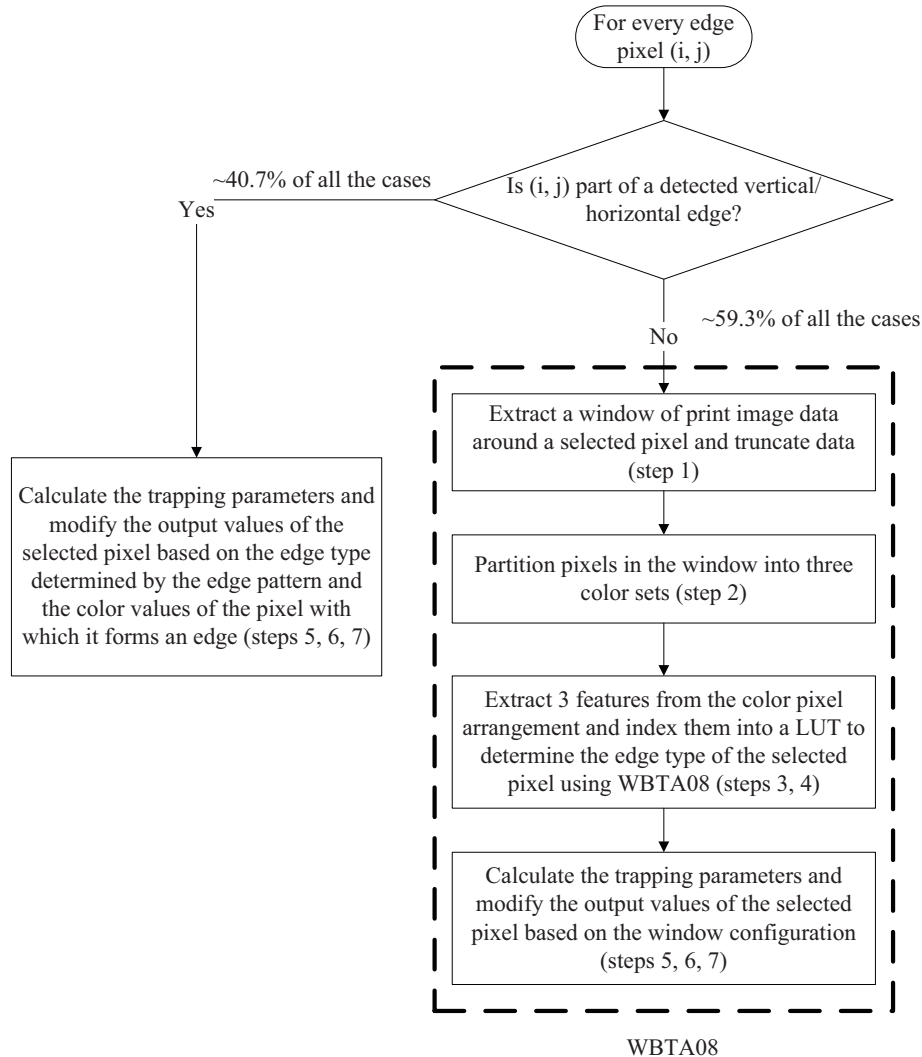 For every edge
pixel (i, j)
Is (i, j) part of a detected vertical/
horizontal edge?
~40.7% of all the cases
Yes
~59.3% of all the cases
No
Calculate the trapping parameters and
modify the output values of the
selected pixel based on the edge type
determined by the edge pattern and
the color values of the pixel with
which it forms an edge (steps 5, 6, 7)
Extract a window of print image data
around a selected pixel and truncate data
(step 1)
Partition pixels in the window into three
color sets (step 2)
Extract 3 features from the color pixel
arrangement and index them into a LUT to
determine the edge type of the selected
pixel using WBTA08 (steps 3, 4)
Calculate the trapping parameters and
modify the output values of the selected
pixel based on the window configuration
(steps 5, 6, 7)
WBTA08